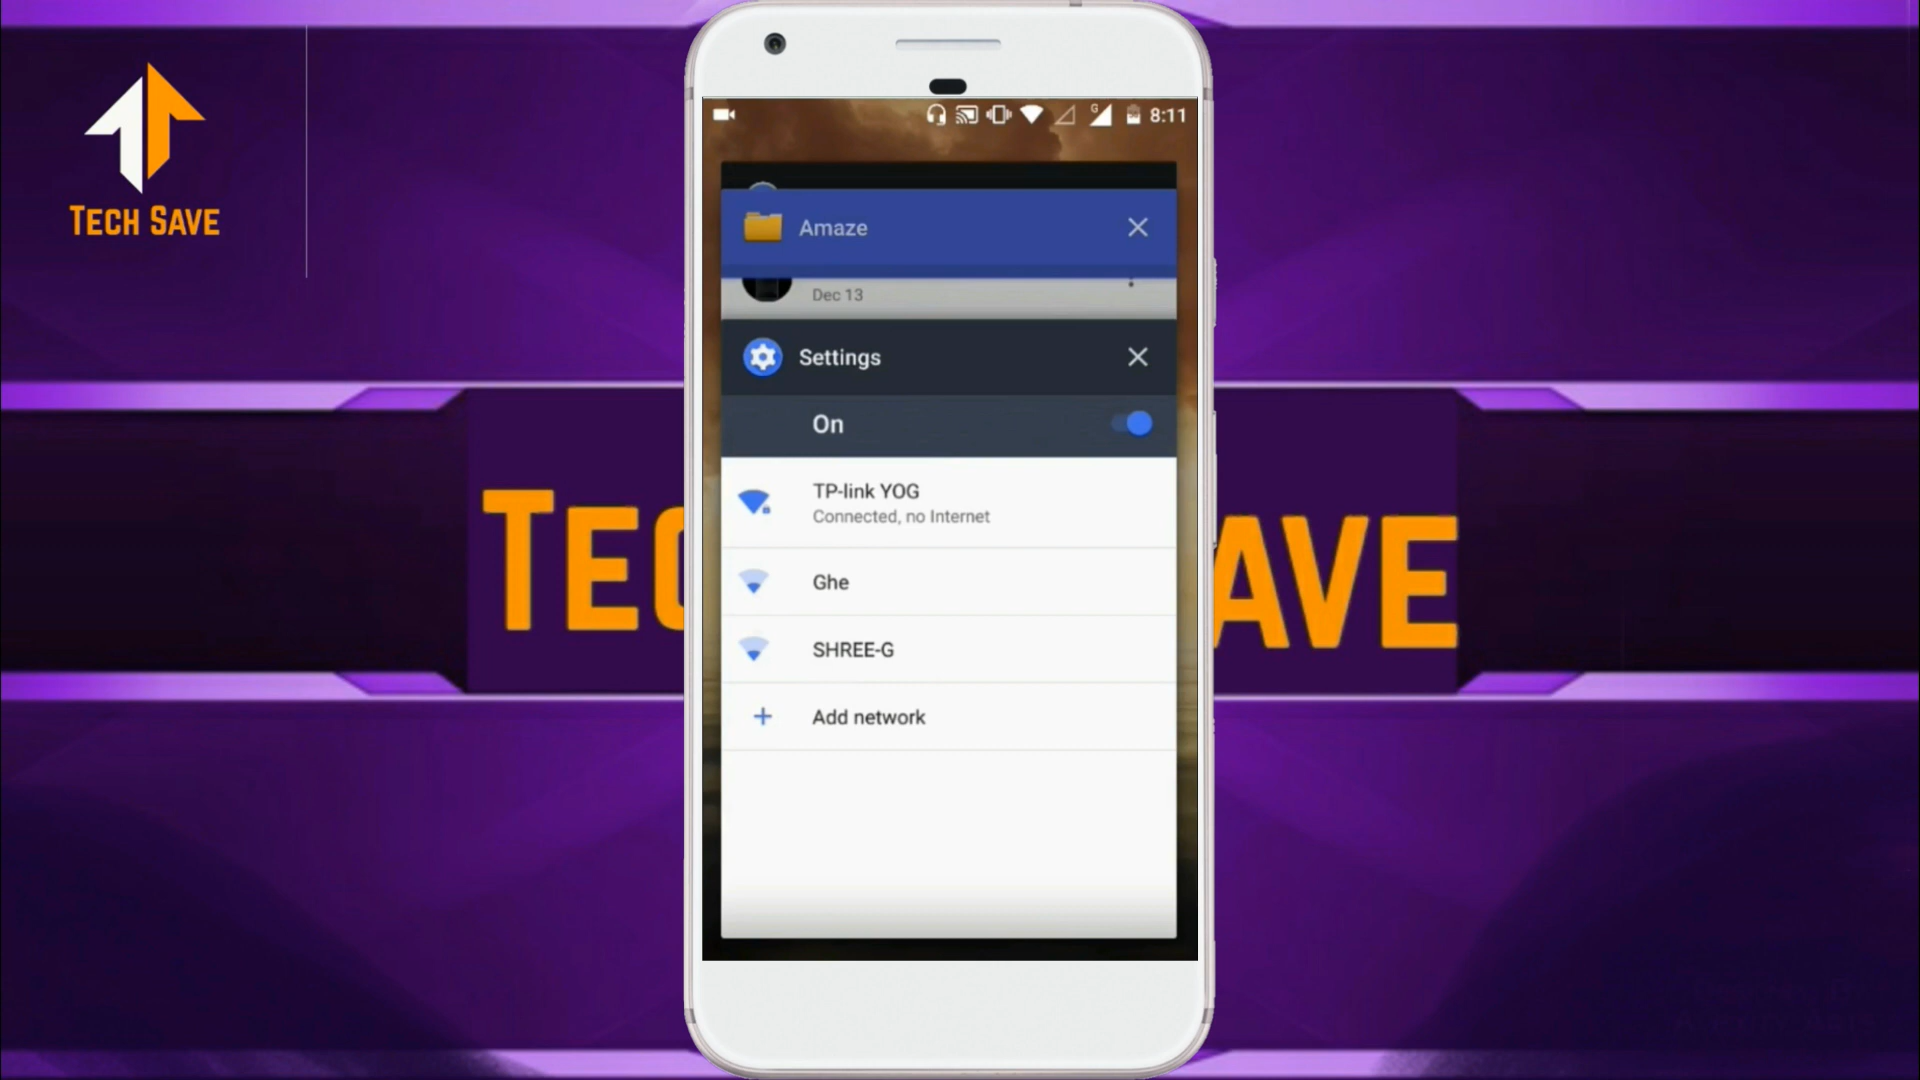 TECH SAVE
8:11
Amaze
Dec 13
Settings
On
TP-link YOG
Connected, no Internet
Ghe
SHREE-G
Add network
TEC AVE